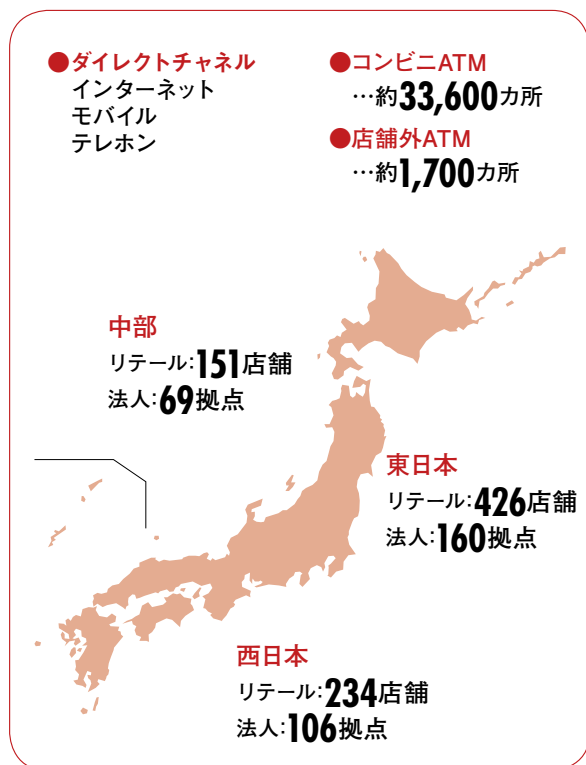 ●ダイレクトチャネル
インターネット
モバイル
テレホン
●コンビニATM
…約33,600カ所
●店舗外ATM
…約1,700カ所
中部
リテール:151店舗
法人:69拠点
東日本
リテール:426店舗
法人:160拠点
西日本
リテール:234店舗
法人:106拠点